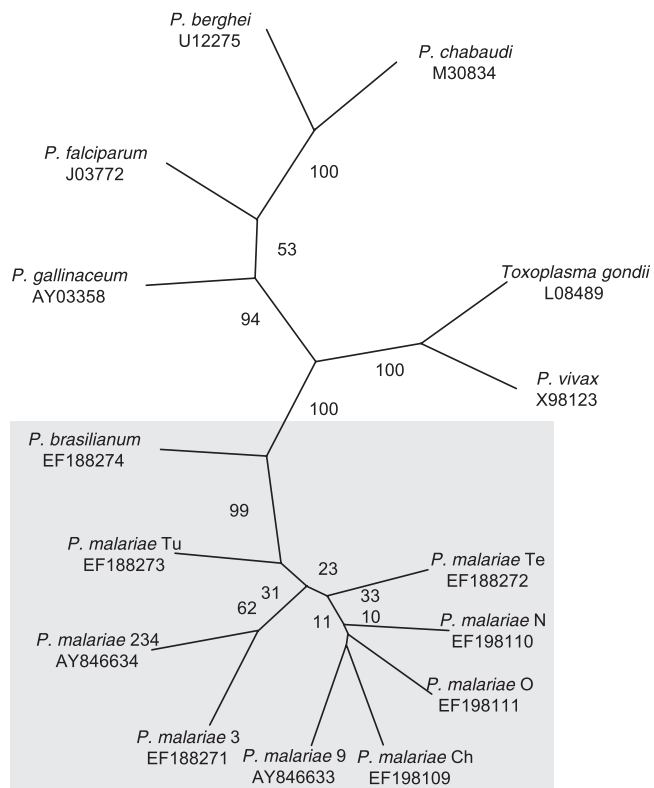 P. berghei
U12275
P. chabaudi
M30834
P. falciparum
J03772
100
53
P. gallinaceum
AY03358
Toxoplasma gondii
L08489
94
100
P. vivax
X98123
100
P. brasilianum
EF188274
99
P. malariae Tu
EF188273
23
P. malariae Te
EF188272
31
33
62
11
10
P. malariae N
EF198110
P. malariae 234
AY846634
P. malariae O
EF198111
P. malariae 3
EF188271
P. malariae 9
AY846633
P. malariae Ch
EF198109